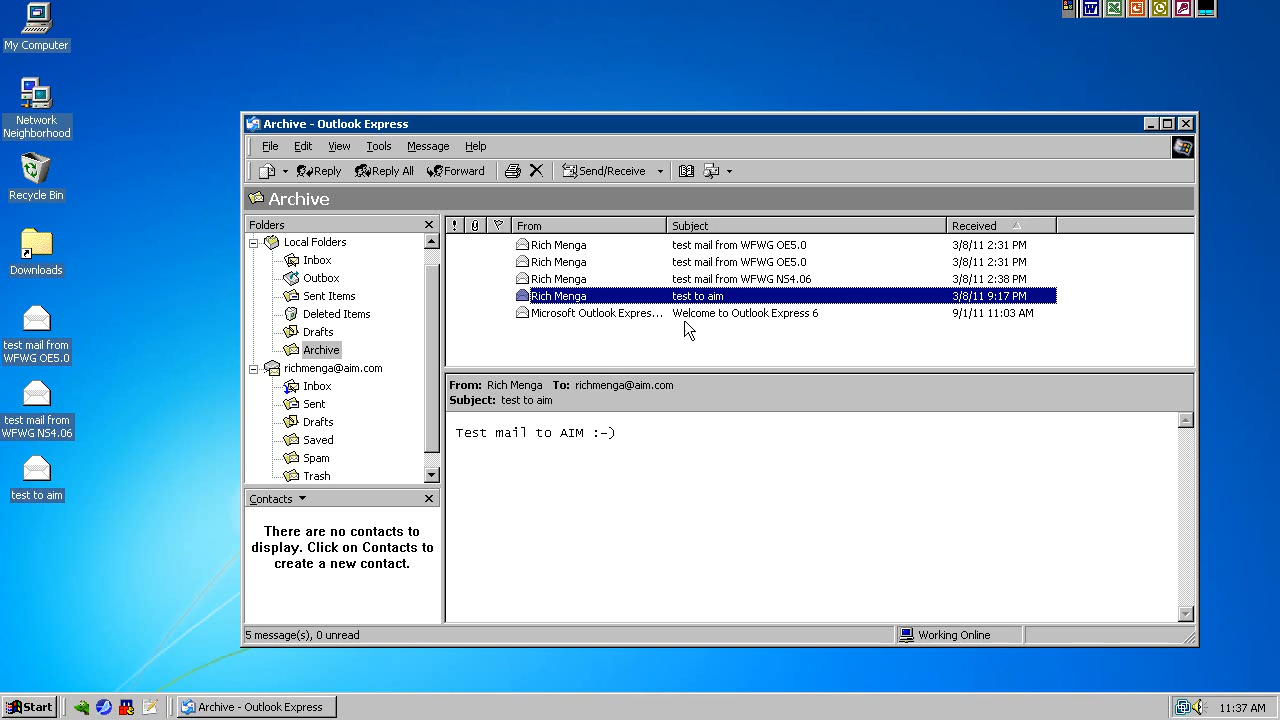 My Computer
Network
Neighborhood
Recycle Bin
Downloads
test mail from
WFWG OE5.0
test mail from
WFWG NS4.06
test to aim
Archive - Outlook Express
File Edit View Tools Message Help
Reply Reply All Forward Send/Receive
Archive
Folders
Local Folders
Inbox
Outbox
Sent Items
Deleted Items
Drafts
Archive
richmenga@aim.com
Inbox
Sent
Drafts
Saved
Spam
Trash
Contacts
There are no contacts to
display. Click on Contacts to
create a new contact.
! From Subject Received
Rich Menga test mail from WFWG OE5.0 3/8/11 2:31 PM
Rich Menga test mail from WFWG OE5.0 3/8/11 2:31 PM
Rich Menga test mail from WFWG NS4.06 3/8/11 2:38 PM
Rich Menga test to aim 3/8/11 9:17 PM
Microsoft Outlook Expres... Welcome to Outlook Express 6 9/1/11 11:03 AM
From: Rich Menga To: richmenga@aim.com
Subject: test to aim
Test mail to AIM :-)
5 message(s), 0 unread Working Online
Start Archive - Outlook Express 11:37 AM